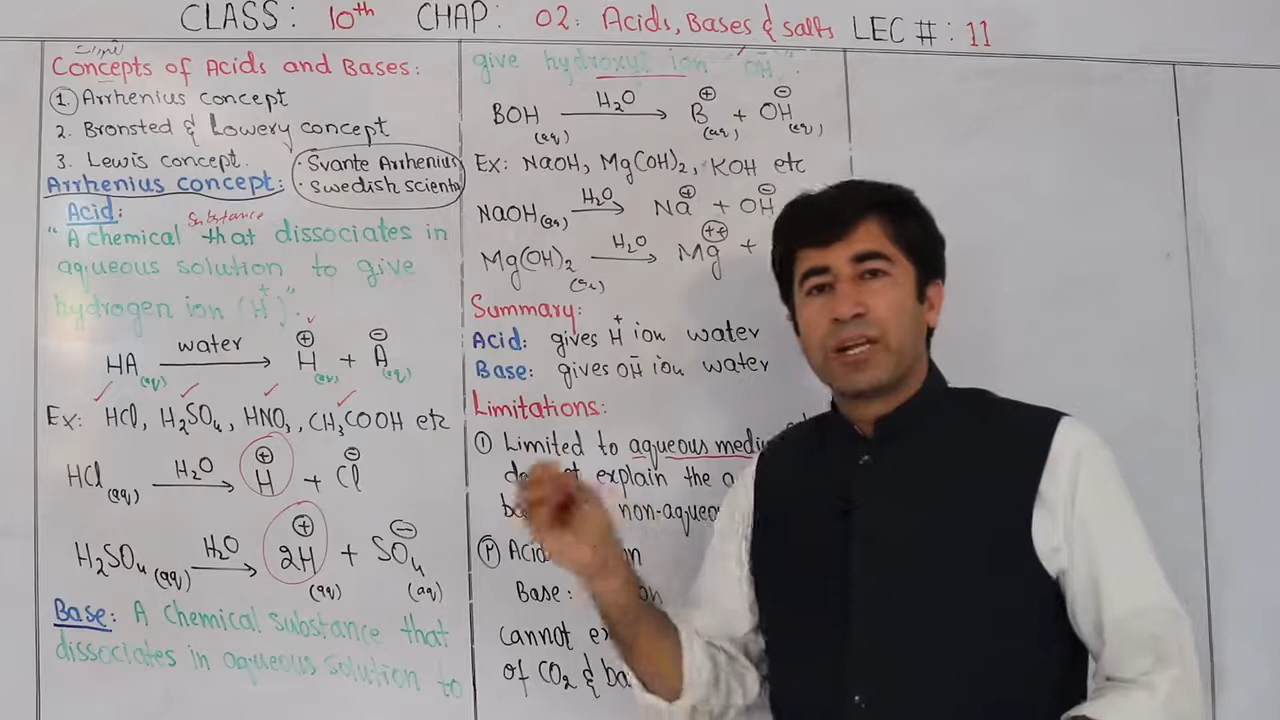 CLASS: 10th CHAP: 02: Acids, Bases & salts LEC #: 11
Concepts of Acids and Bases:
1. Arrhenius concept
2. Bronsted & Lowery concept
3. Lewis concept.
· Svante Arrhenius
· Swedish
Arrhenius concept:
Acid:
substance
"A chemical that dissociates in
aqueous solution to give
hydrogen ion (H+)".
HA(aq) water→ H⊕(aq) + A⊖(aq)
Ex: HCl, H2SO4, HNO3, CH3COOH etc
HCl(aq) H2O→ H⊕ + Cl⊖
H2SO4(aq) H2O→ 2H⊕(aq) + SO4⊖(aq)
Base: A Chemical substance that
dissociates in aqueous solution to
give hydroxyl ion "OH-".
BOH(aq) H2O→ B⊕(aq) + OH⊖(aq)
Ex: NaOH, Mg(OH)2, KOH etc
NaOH(aq) H2O→ Na⊕ + OH⊖
Mg(OH)2(aq) H2O→ Mg++ +
Summary:
Acid: gives H+ ion water
Base: gives OH- ion water
Limitations:
① Limited to aqueous
explain the
non-aqueo
Acid
Base:
cannot
of CO2 &